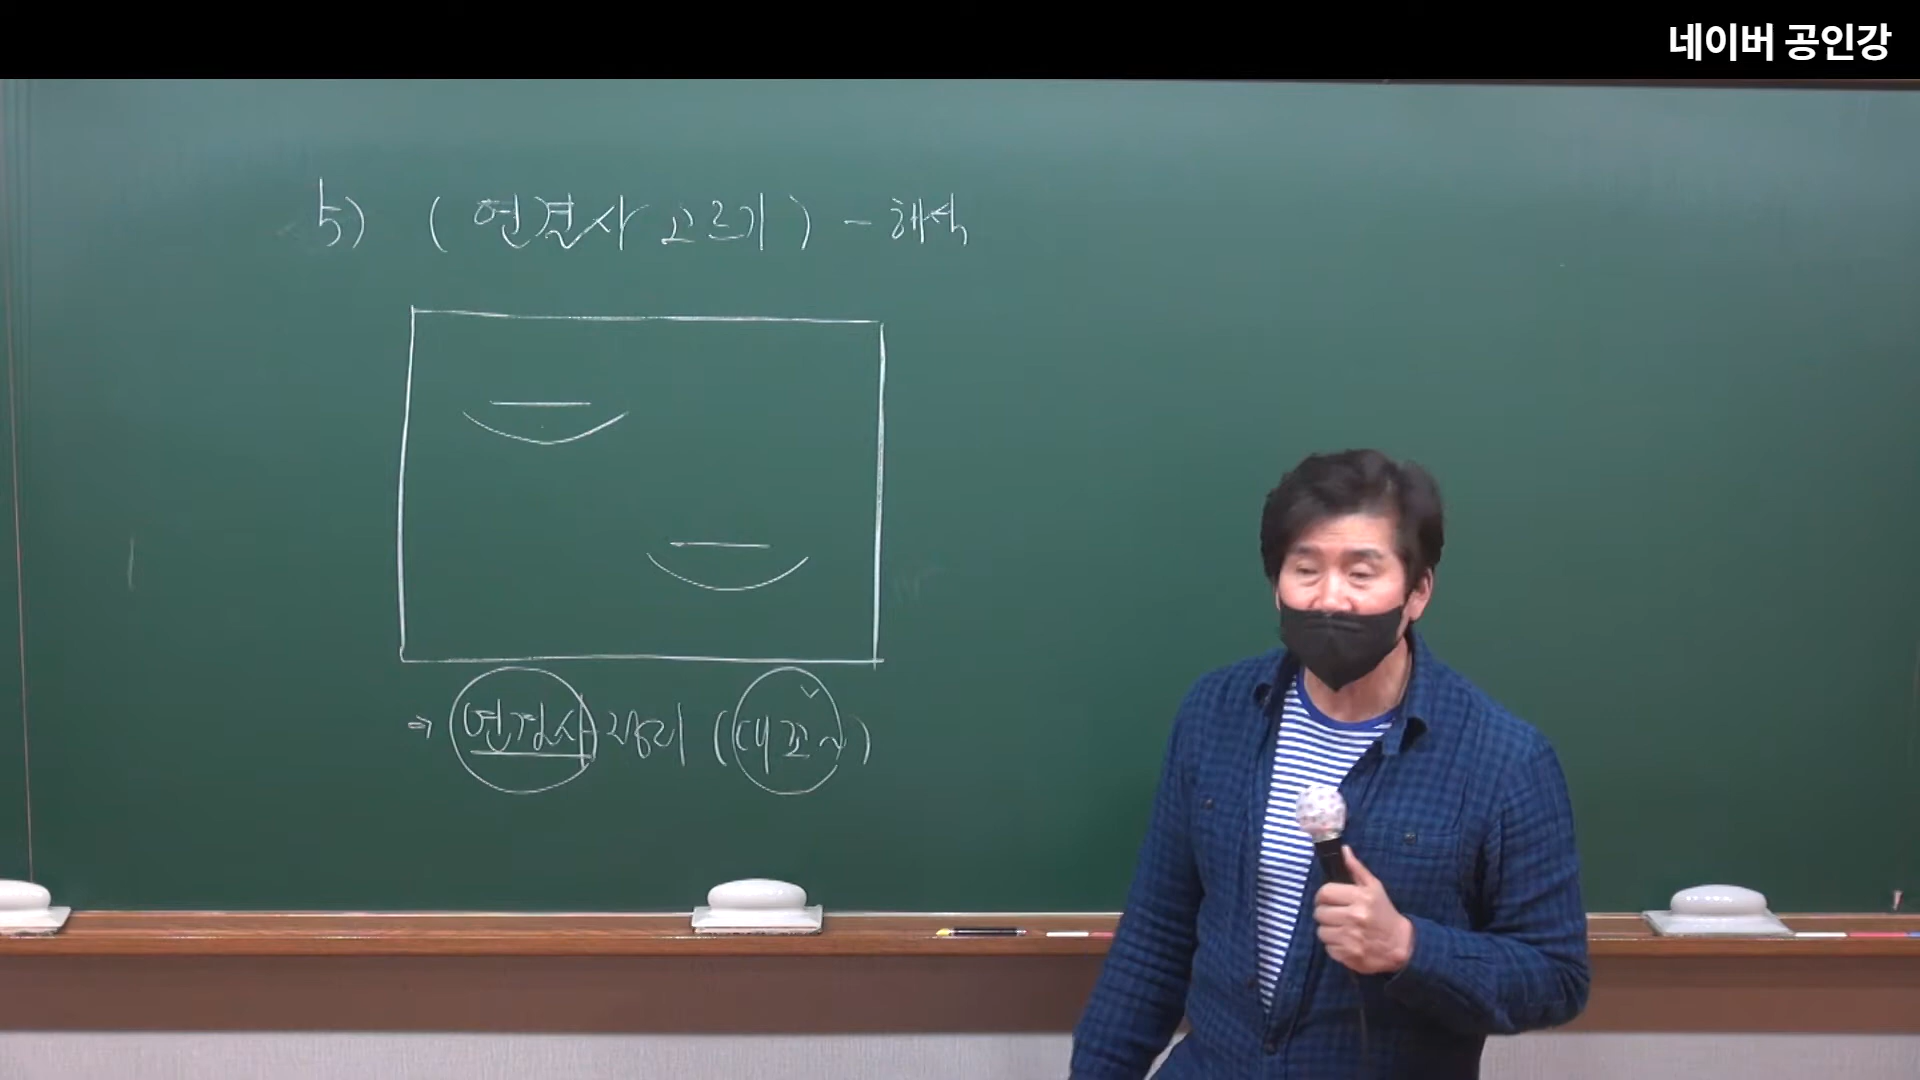 네이버 공인강
5) (연결사 고르기) - 해석
⇒ 연결사 정리 (대조~)